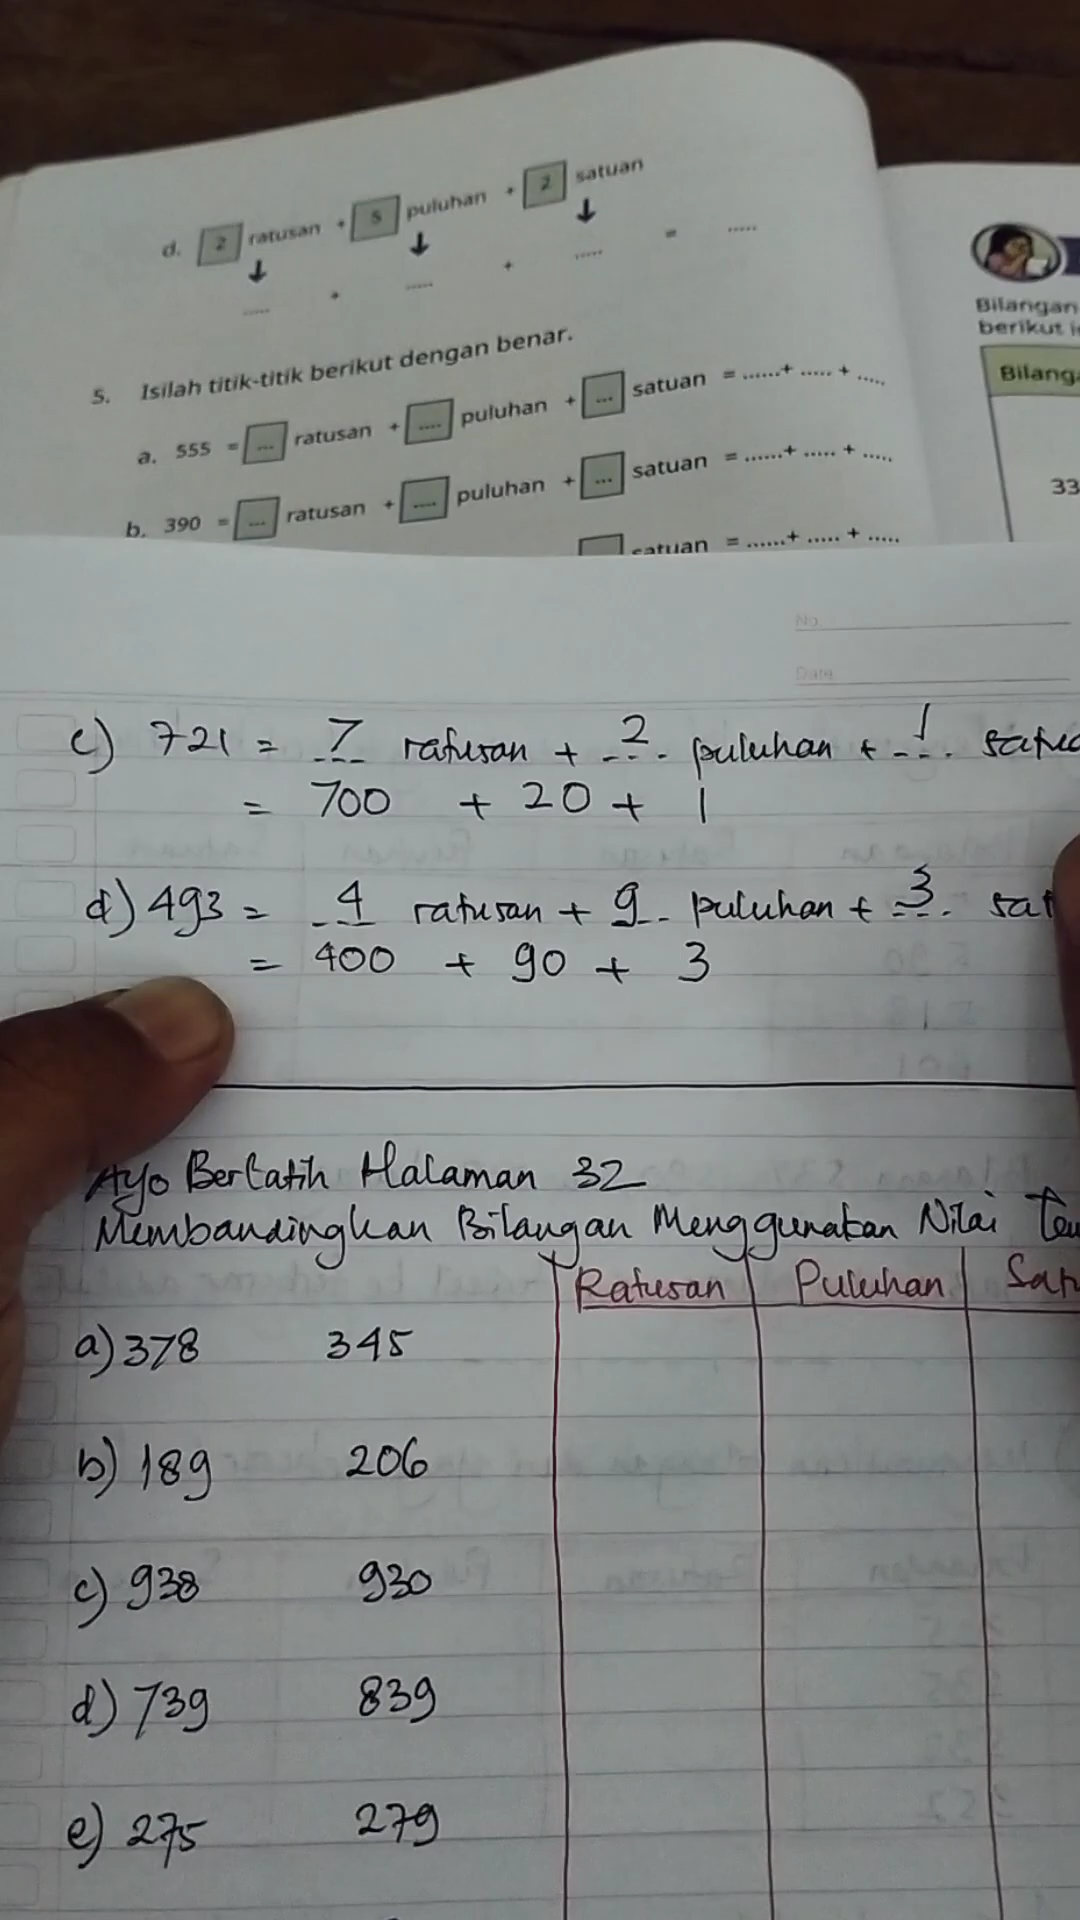 d. 2 ratusan + 5 puluhan + 2 satuan
..... + ..... + ..... = .....
5. Isilah titik-titik berikut dengan benar.
a. 555 = ... ratusan + .... puluhan + ... satuan = ......+ ..... + .....
b. 390 = ... ratusan + .... puluhan + ... satuan = ......+ ..... + .....
satuan = ......+ ..... + .....
Bilangan
berikut
33
No
Date
c) 721 = 7 ratusan + 2 puluhan + 1
= 700 + 20 + 1
d) 493 = 4 ratusan + 9 puluhan + 3
= 400 + 90 + 3
Ayo Berlatih Halaman 32
Membandingkan Bilangan Menggunakan Nilai
Ratusan Puluhan
a) 378 345
b) 189 206
c) 938 930
d) 739 839
e) 275 279